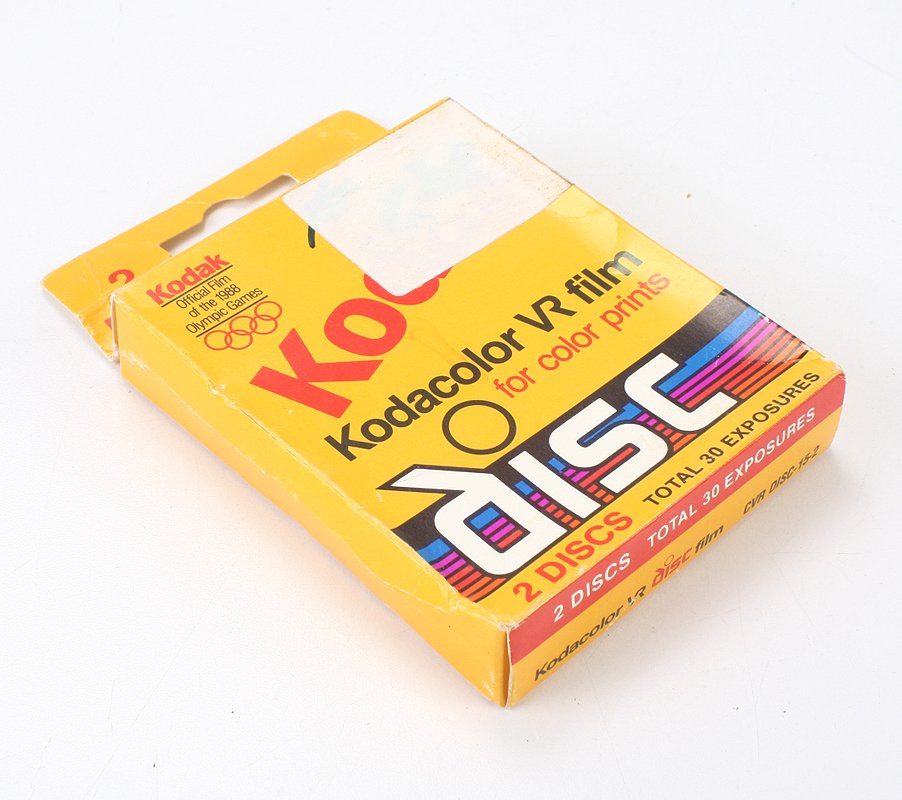 2
Kodak
Official Film
of the 1988
Olympic Games
Kodacolor VR film
for color prints
disc
2 DISCS TOTAL 30 EXPOSURES
2 DISCS TOTAL 30 EXPOSURES
Kodacolor VR disc film CVR DISC-15-2